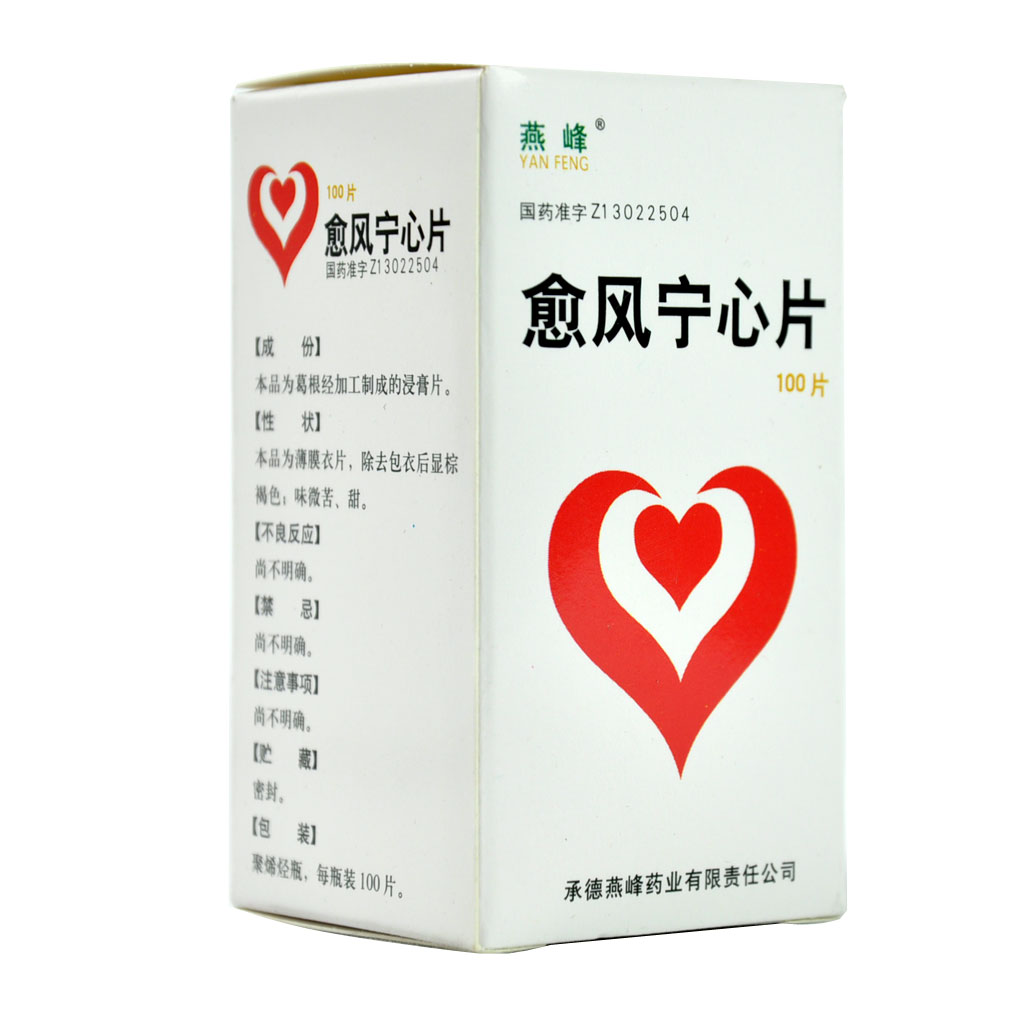 100片
愈风宁心片
国药准字Z13022504
【成 份】
本品为葛根经加工制成的浸膏片。
【性 状】
本品为薄膜衣片，除去包衣后显棕
褐色；味微苦、甜。
【不良反应】
尚不明确。
【禁 忌】
尚不明确。
【注意事项】
尚不明确。
【贮 藏】
密封。
【包 装】
聚烯烃瓶，每瓶装100片。
燕峰®
YAN FENG
国药准字Z13022504
愈风宁心片
100片
承德燕峰药业有限责任公司